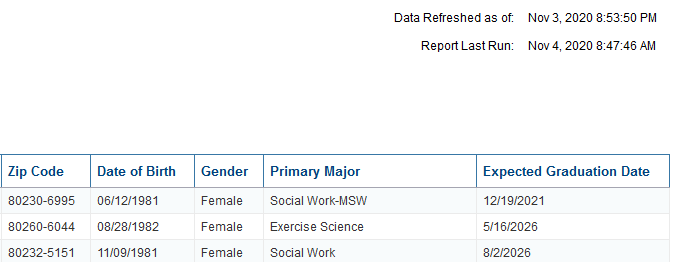 Data Refreshed as of: Nov 3, 2020 8:53:50 PM
Report Last Run: Nov 4, 2020 8:47:46 AM
Zip Code Date of Birth Gender Primary Major Expected Graduation Date
80230-6995 06/12/1981 Female Social Work-MSW 12/19/2021
80260-6044 08/28/1982 Female Exercise Science 5/16/2026
80232-5151 11/09/1981 Female Social Work 8/2/2026